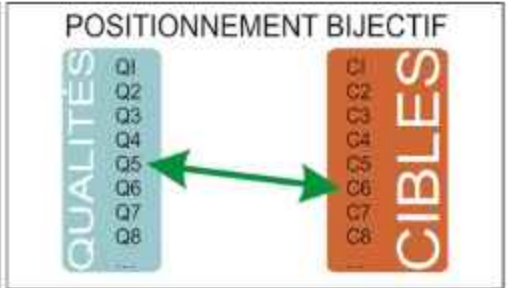 POSITIONNEMENT BIJECTIF
QUALITÉS
Q1
Q2
Q3
Q4
Q5
Q6
Q7
Q8
...
C1
C2
C3
C4
C5
C6
C7
C8
...
CIBLES